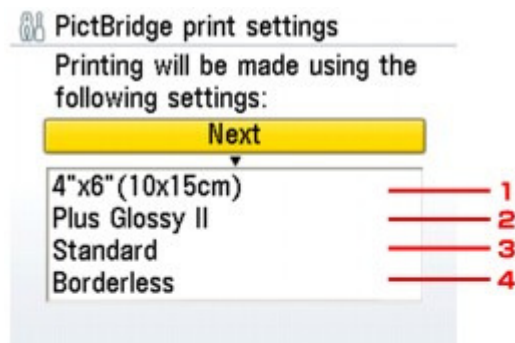 PictBridge print settings
Printing will be made using the
following settings:
Next
4"x6"(10x15cm) 1
Plus Glossy II 2
Standard 3
Borderless 4